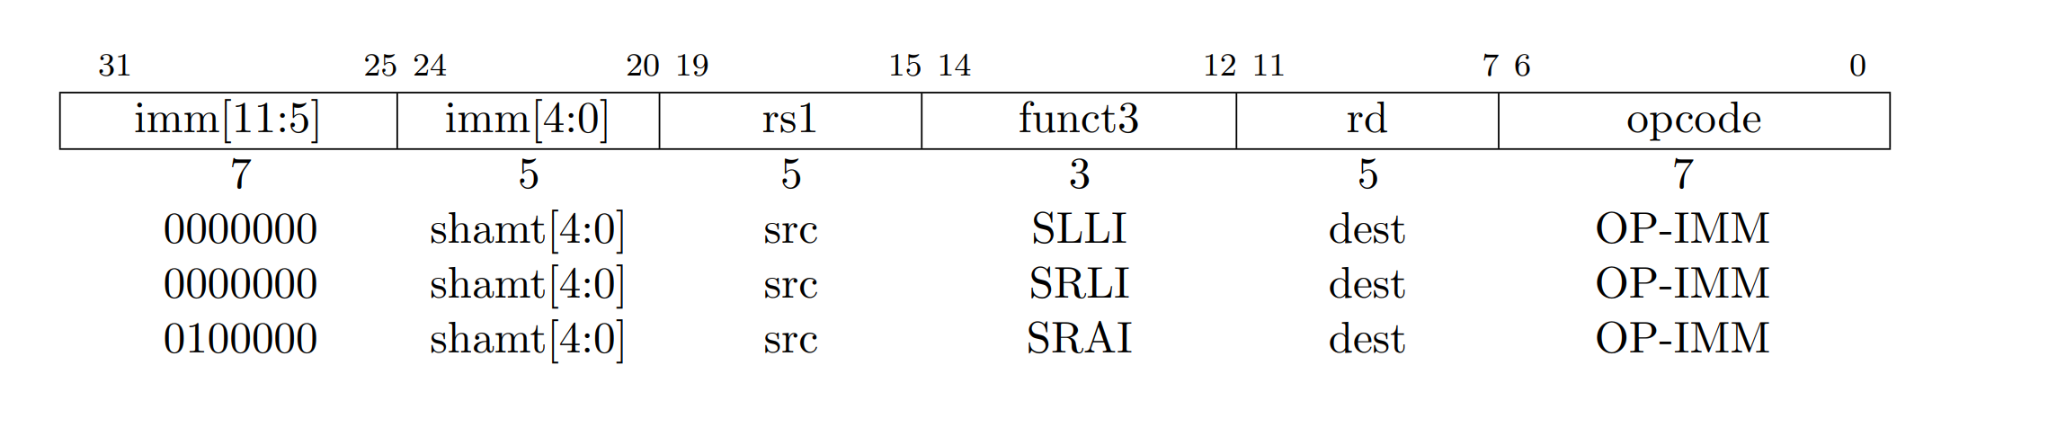 31 25 24 20 19 15 14 12 11 7 6 0
imm[11:5] imm[4:0] rs1 funct3 rd opcode
7 5 5 3 5 7
0000000 shamt[4:0] src SLLI dest OP-IMM
0000000 shamt[4:0] src SRLI dest OP-IMM
0100000 shamt[4:0] src SRAI dest OP-IMM